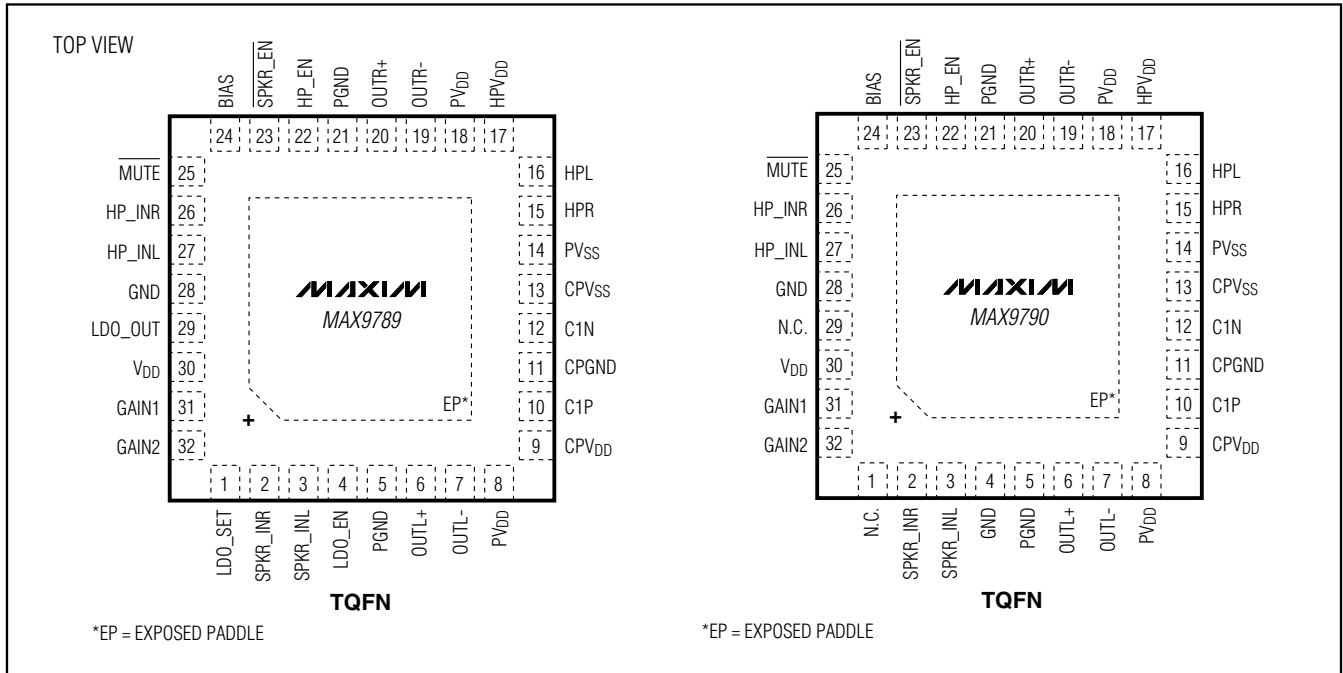 TOP VIEW
BIAS
SPKR_EN
HP_EN
PGND
OUTR+
OUTR-
PVDD
HPVDD
24 23 22 21 20 19 18 17
MUTE 25
HP_INR 26
HP_INL 27
GND 28
LDO_OUT 29
VDD 30
GAIN1 31
GAIN2 32
16 HPL
15 HPR
14 PVSS
13 CPVSS
12 C1N
11 CPGND
10 C1P
9 CPVDD
MAXIM
MAX9789
EP*
+
1 2 3 4 5 6 7 8
LDO_SET
SPKR_INR
SPKR_INL
LDO_EN
PGND
OUTL+
OUTL-
PVDD
TQFN
*EP = EXPOSED PADDLE
BIAS
SPKR_EN
HP_EN
PGND
OUTR+
OUTR-
PVDD
HPVDD
24 23 22 21 20 19 18 17
MUTE 25
HP_INR 26
HP_INL 27
GND 28
N.C. 29
VDD 30
GAIN1 31
GAIN2 32
16 HPL
15 HPR
14 PVSS
13 CPVSS
12 C1N
11 CPGND
10 C1P
9 CPVDD
MAXIM
MAX9790
EP*
+
1 2 3 4 5 6 7 8
N.C.
SPKR_INR
SPKR_INL
GND
PGND
OUTL+
OUTL-
PVDD
TQFN
*EP = EXPOSED PADDLE